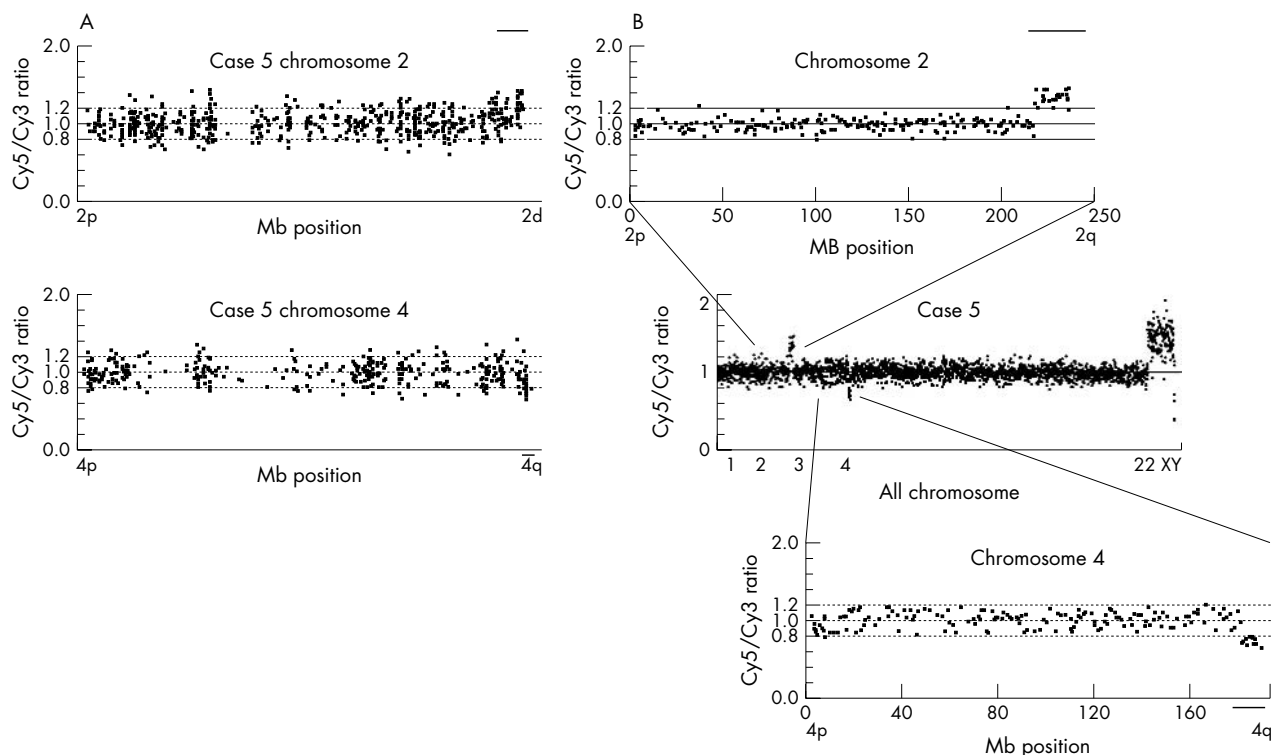 A
Case 5 chromosome 2
Cy5/Cy3 ratio
2.0
1.2
1.0
0.8
0.0
2p
2d
Mb position
Case 5 chromosome 4
Cy5/Cy3 ratio
2.0
1.2
1.0
0.8
0.0
4p
4q
Mb position
B
Chromosome 2
Cy5/Cy3 ratio
2.0
1.2
1.0
0.8
0.0
0 50 100 150 200 250
2p 2q
MB position
Case 5
Cy5/Cy3 ratio
2
1
0
1 2 3 4 22 XY
All chromosome
Chromosome 4
Cy5/Cy3 ratio
2.0
1.2
1.0
0.8
0.0
0 40 80 120 160
4p 4q
Mb position